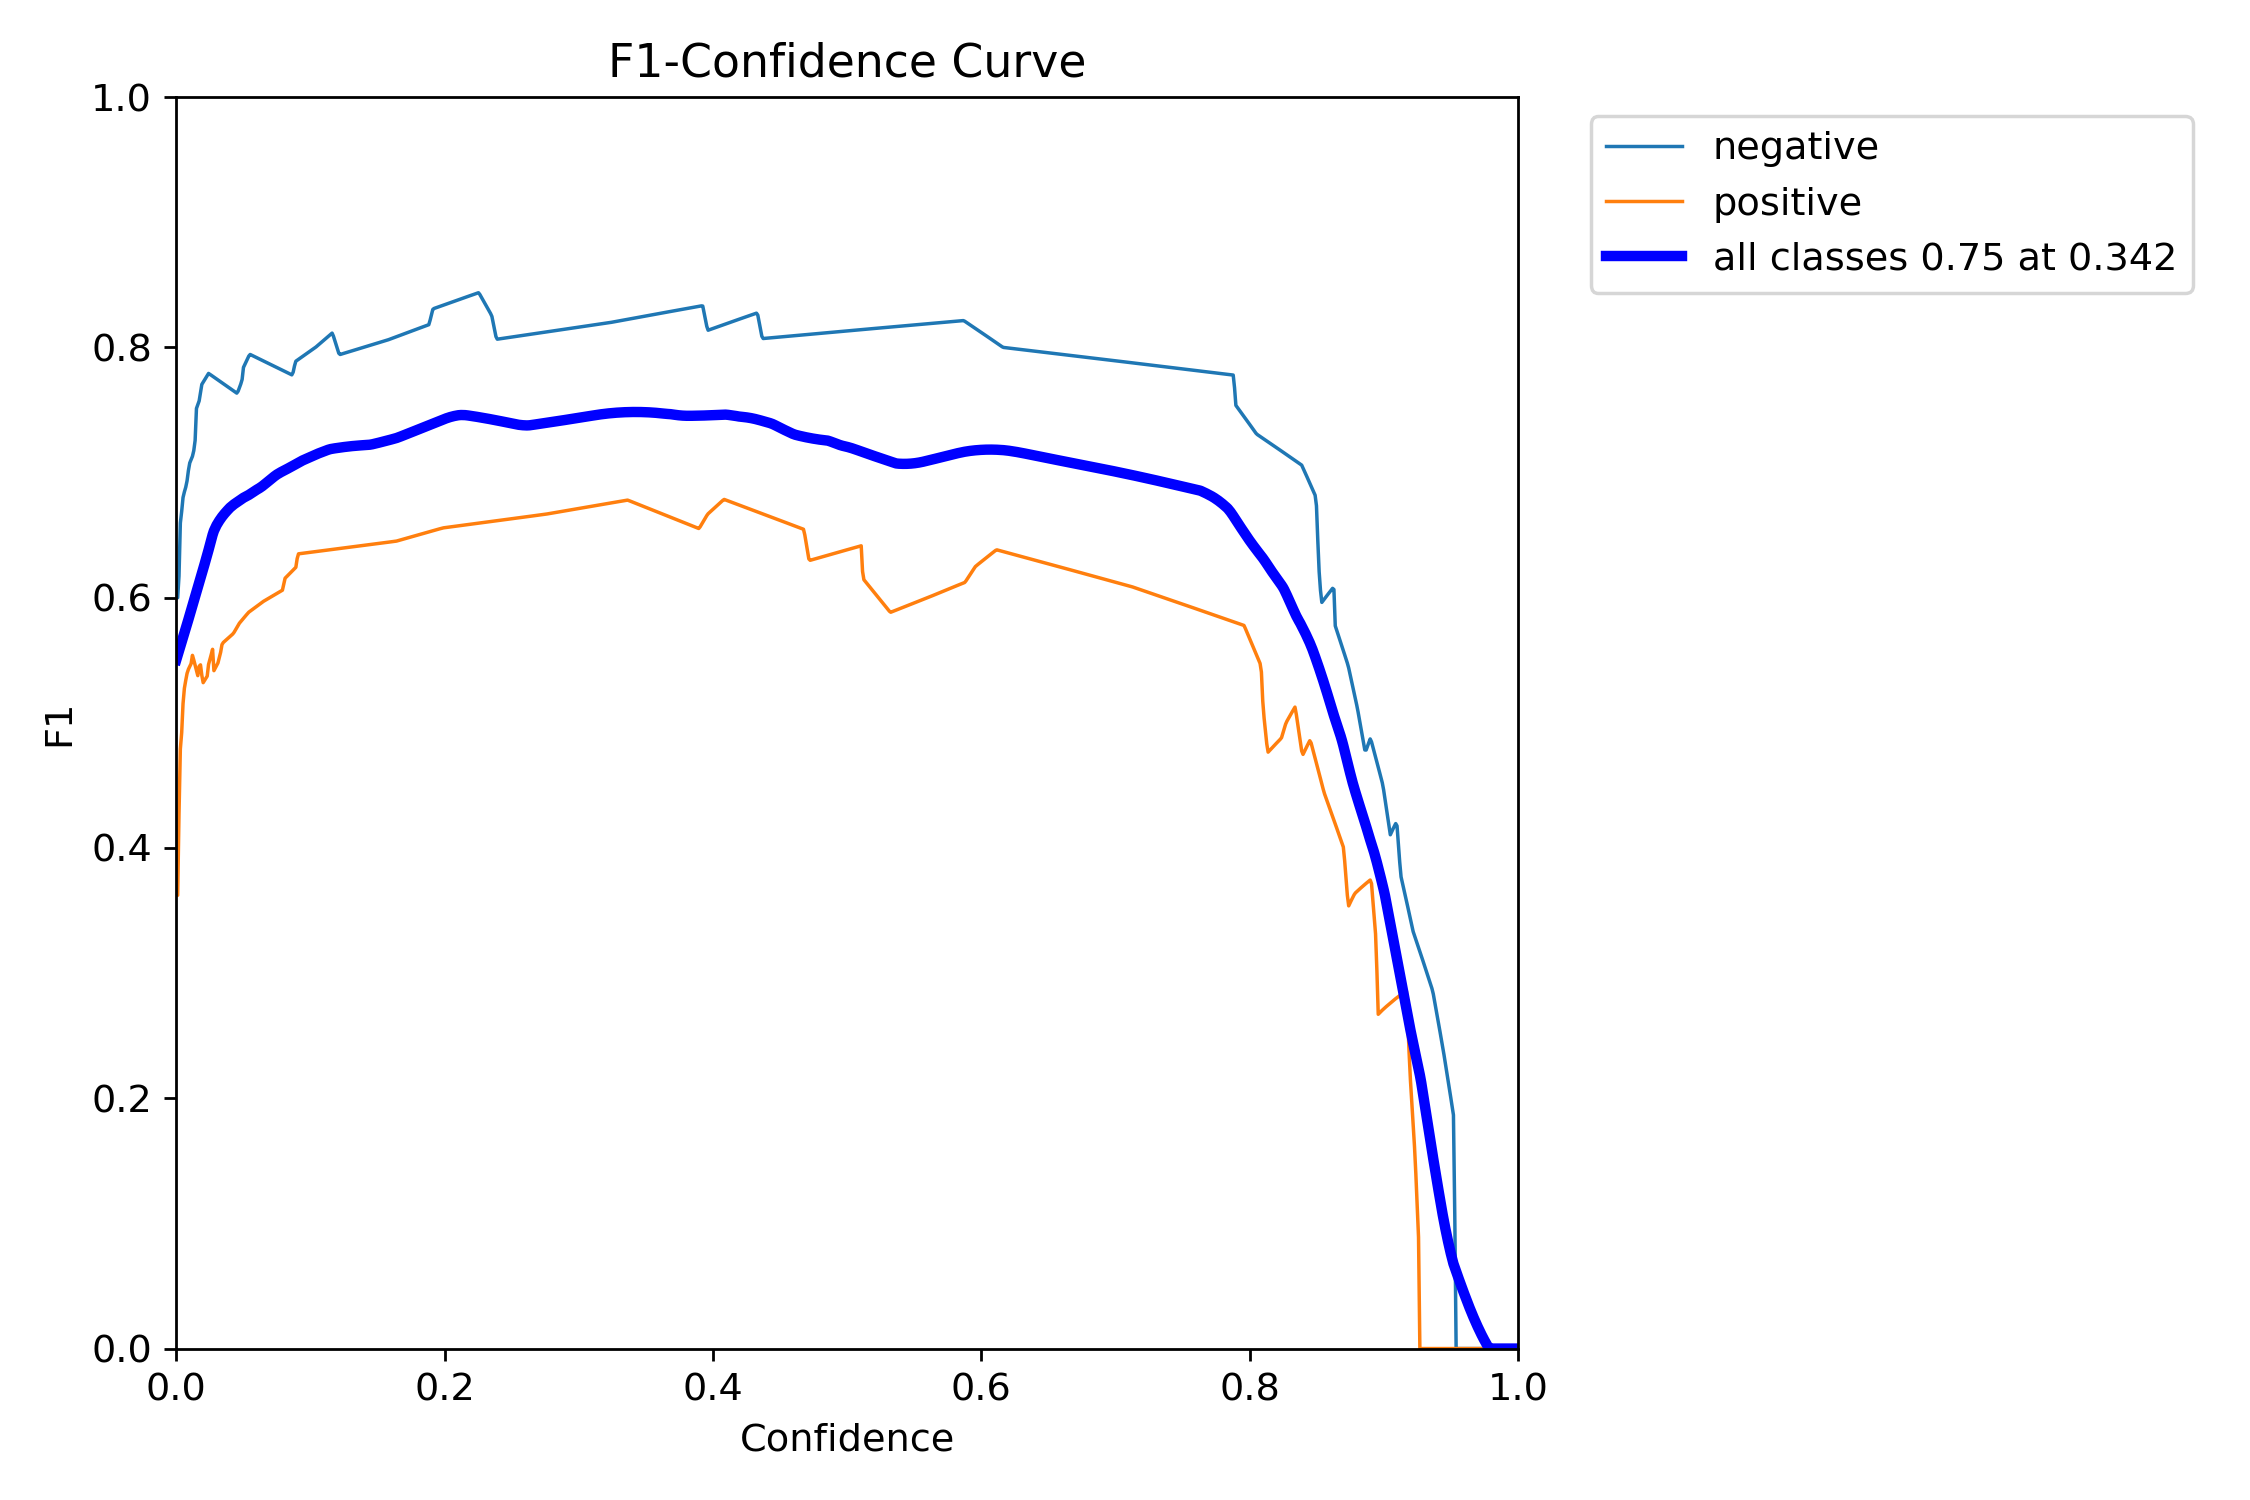 F1-Confidence Curve
1.0
0.8
0.6
0.4
0.2
0.0
F1
0.0 0.2 0.4 0.6 0.8 1.0
Confidence
negative
positive
all classes 0.75 at 0.342